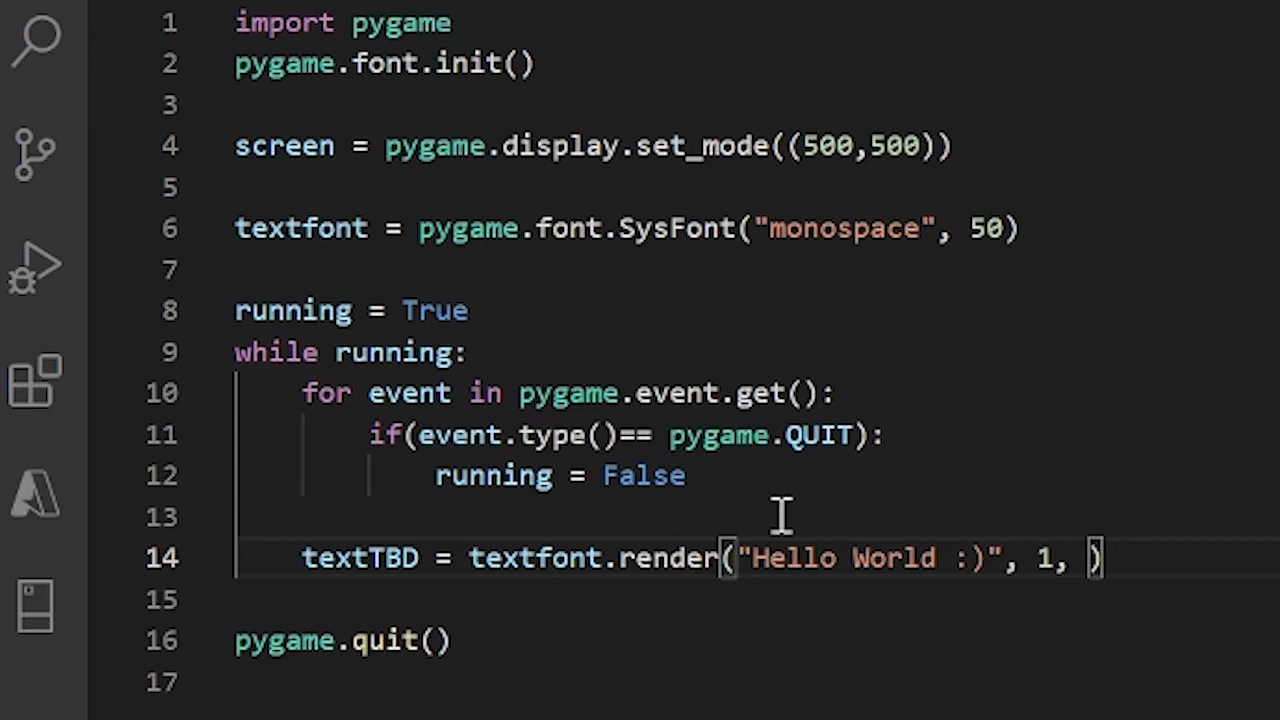 1 import pygame
2 pygame.font.init()
3
4 screen = pygame.display.set_mode((500,500))
5
6 textfont = pygame.font.SysFont("monospace", 50)
7
8 running = True
9 while running:
10     for event in pygame.event.get():
11         if(event.type()== pygame.QUIT):
12             running = False
13
14     textTBD = textfont.render("Hello World :)", 1, )
15
16 pygame.quit()
17